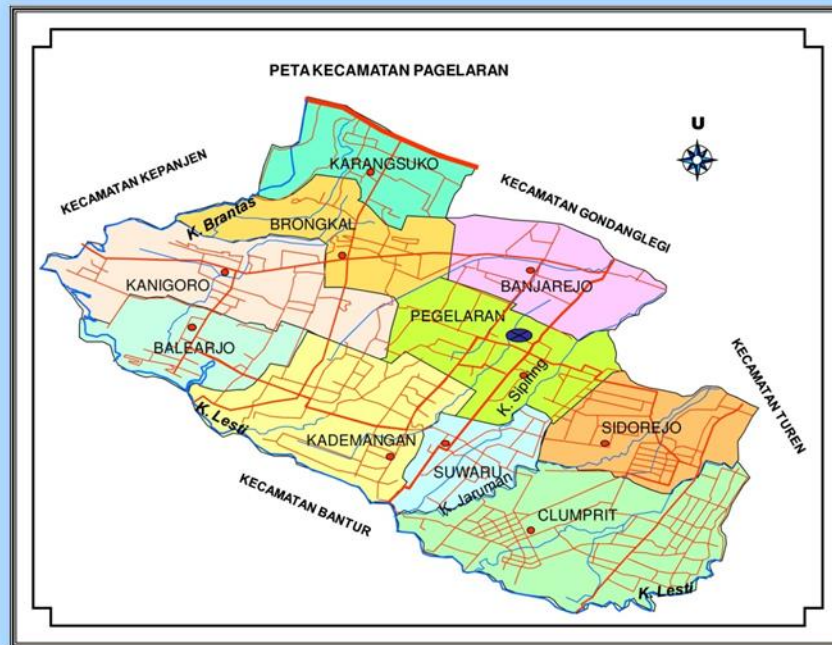 PETA KECAMATAN PAGELARAN
U
KARANGSUKO
KECAMATAN KEPANJEN
KECAMATAN GONDANGLEGI
K. Brantas
BRONGKAL
KANIGORO
BANJAREJO
PEGELARAN
BALEARJO
KECAMATAN TUREN
K. Sipiring
K. Lesti
SIDOREJO
KADEMANGAN
SUWARU
K. Jaruman
KECAMATAN BANTUR
CLUMPRIT
K. Lesti